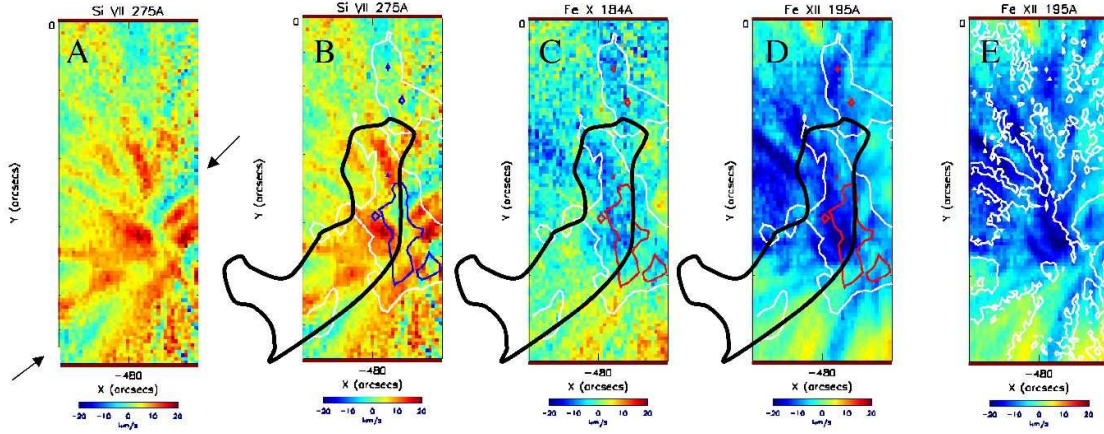 Si VII 275A
Si VII 275A
Fe X 184A
Fe XII 195A
Fe XII 195A
A
B
C
D
E
0
0
0
0
0
Y (arcsecs)
Y (arcsecs)
Y (arcsecs)
Y (arcsecs)
Y (arcsecs)
-480
-480
-480
-480
-480
X (arcsecs)
X (arcsecs)
X (arcsecs)
X (arcsecs)
X (arcsecs)
-20 -10 0 10 20
-20 -10 0 10 20
-20 -10 0 10 20
-20 -10 0 10 20
-20 -10 0 10 20
km/s
km/s
km/s
km/s
km/s